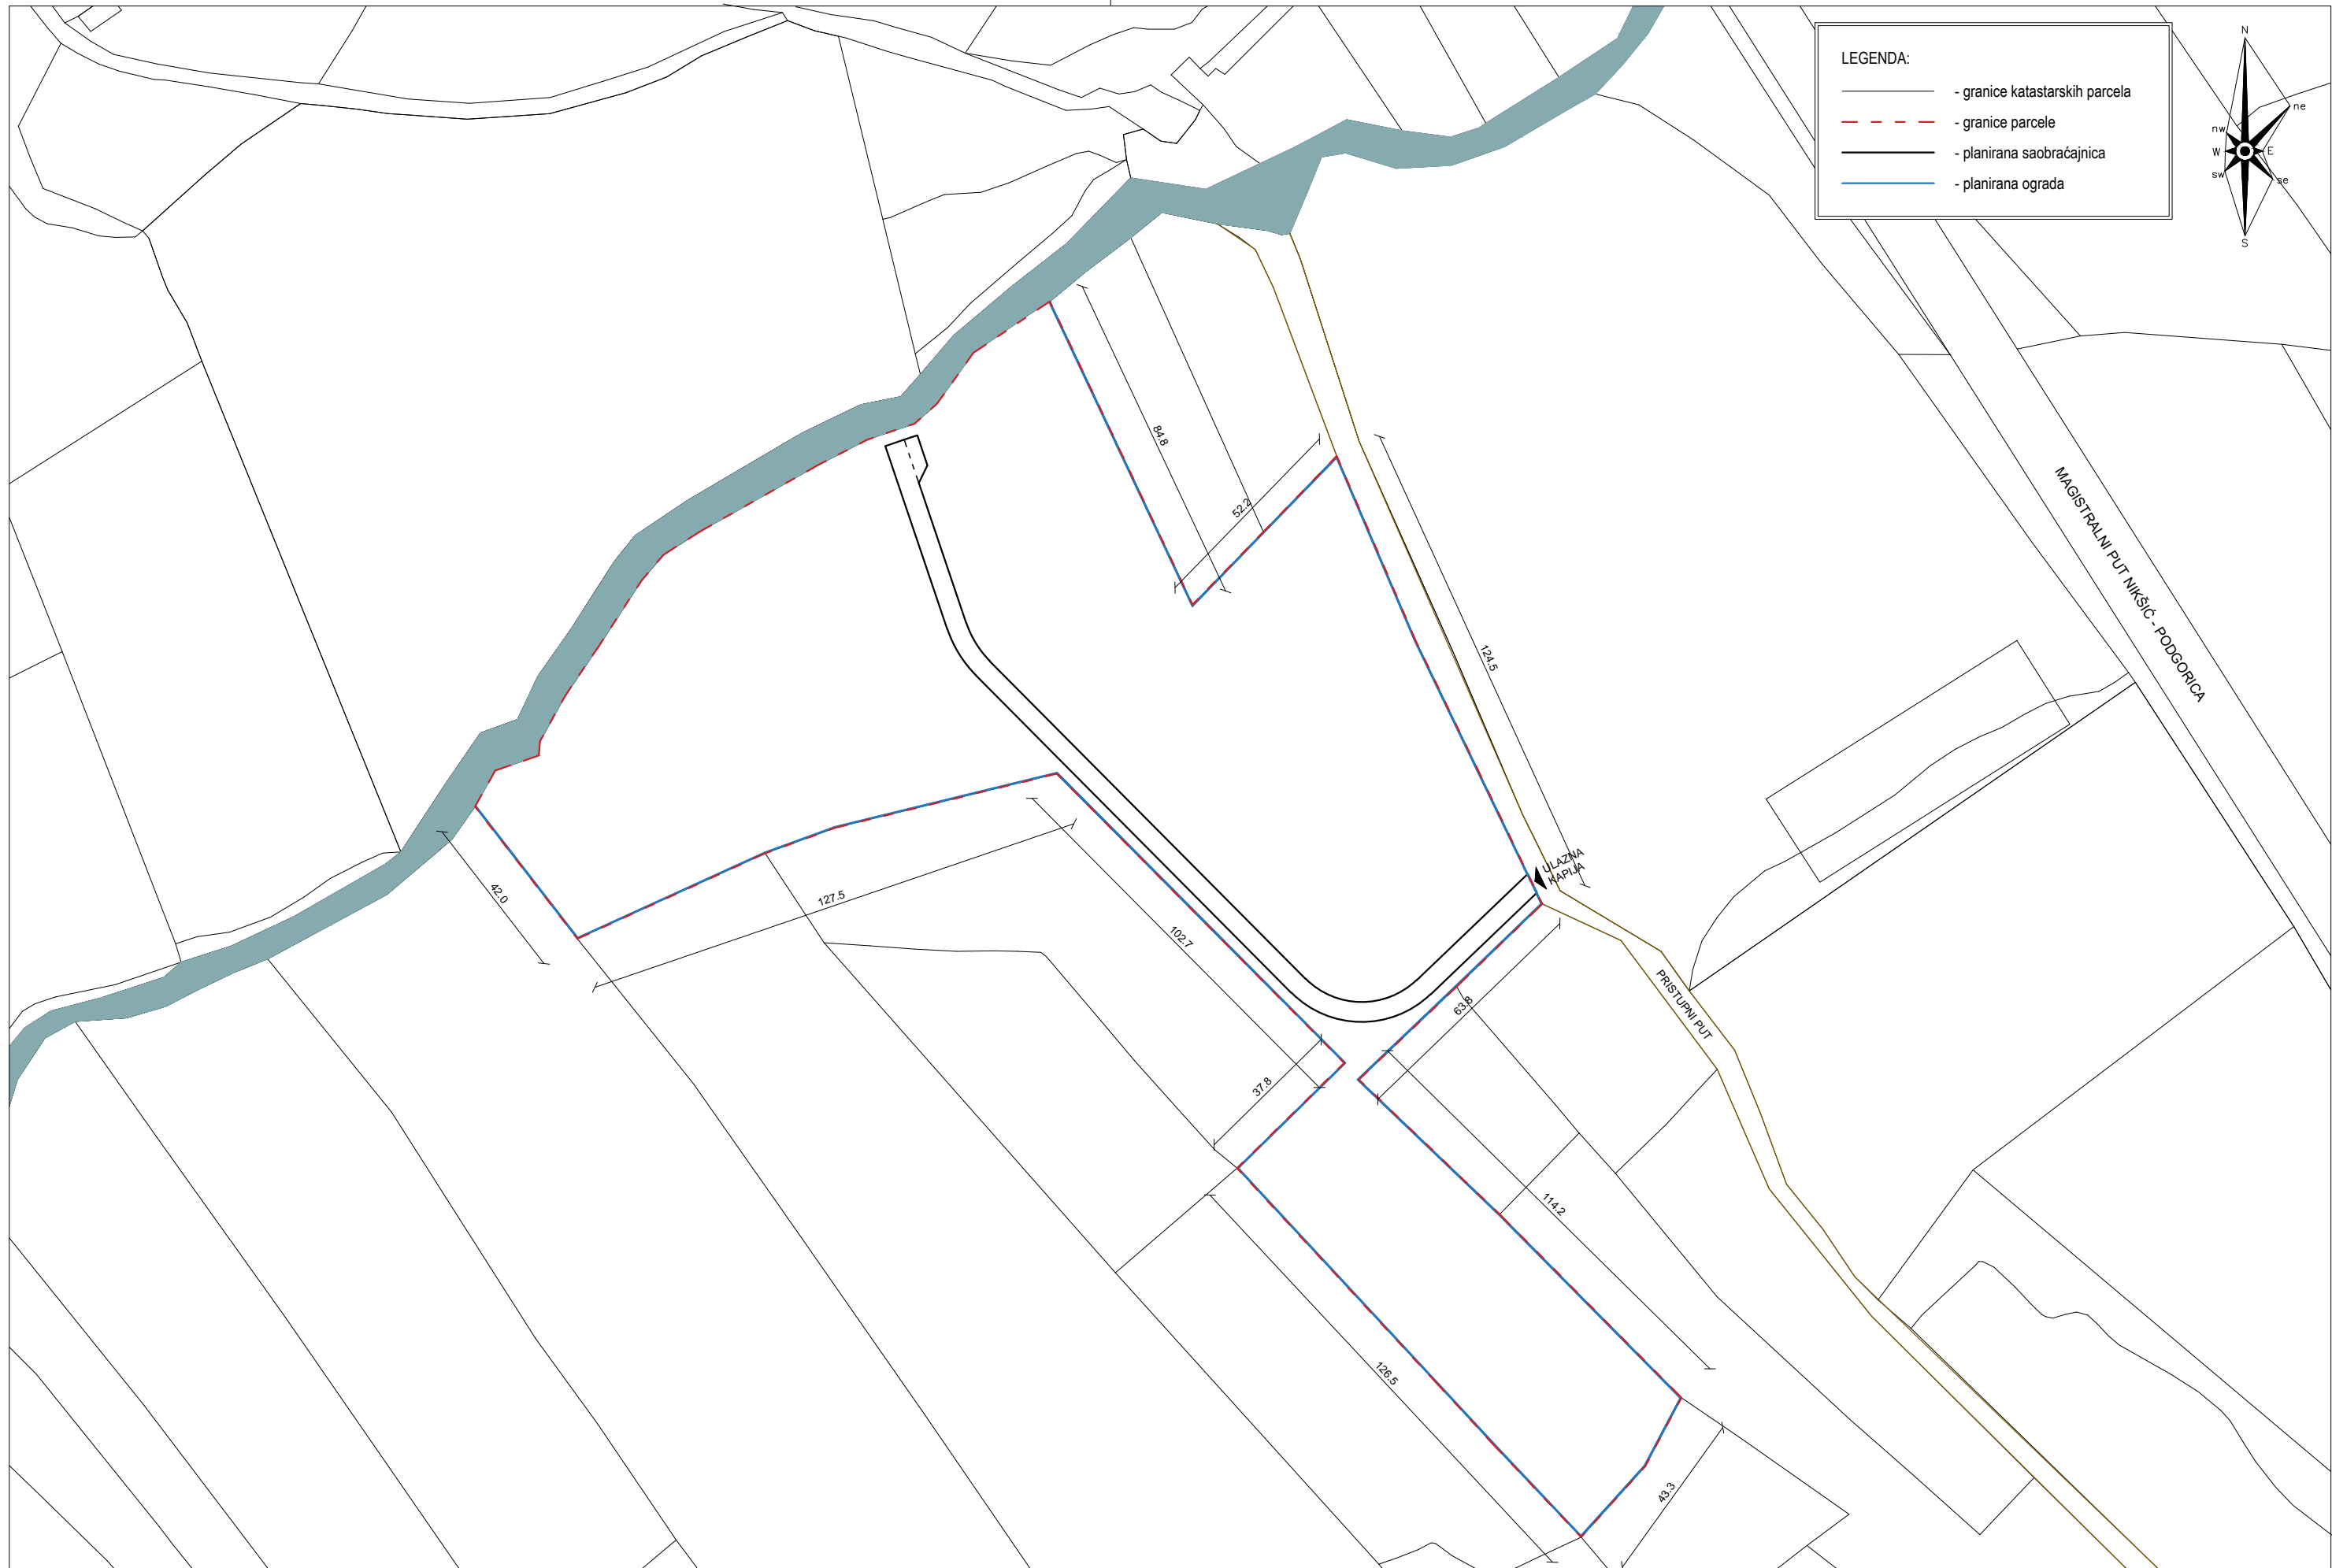 LEGENDA:
- granice katastarskih parcela
- granice parcele
- planirana saobraćajnica
- planirana ograda
N
ne
nw
W
E
sw
se
S
84.8
52.2
124.5
MAGISTRALNI PUT NIKŠIĆ - PODGORICA
ULAZNA
KAPIJA
42.0
127.5
102.7
63.8
PRISTUPNI PUT
37.8
114.2
126.5
43.3